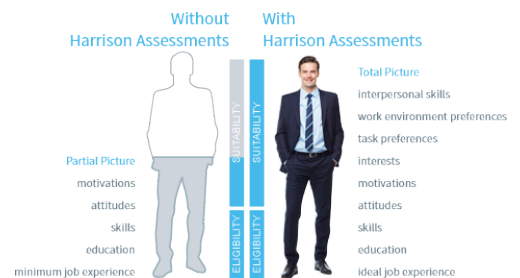 Without
Harrison Assessments
With
Harrison Assessments
Partial Picture
motivations
attitudes
skills
education
minimum job experience
SUITABILITY
ELIGIBILITY
SUITABILITY
ELIGIBILITY
Total Picture
interpersonal skills
work environment preferences
task preferences
interests
motivations
attitudes
skills
education
ideal job experience